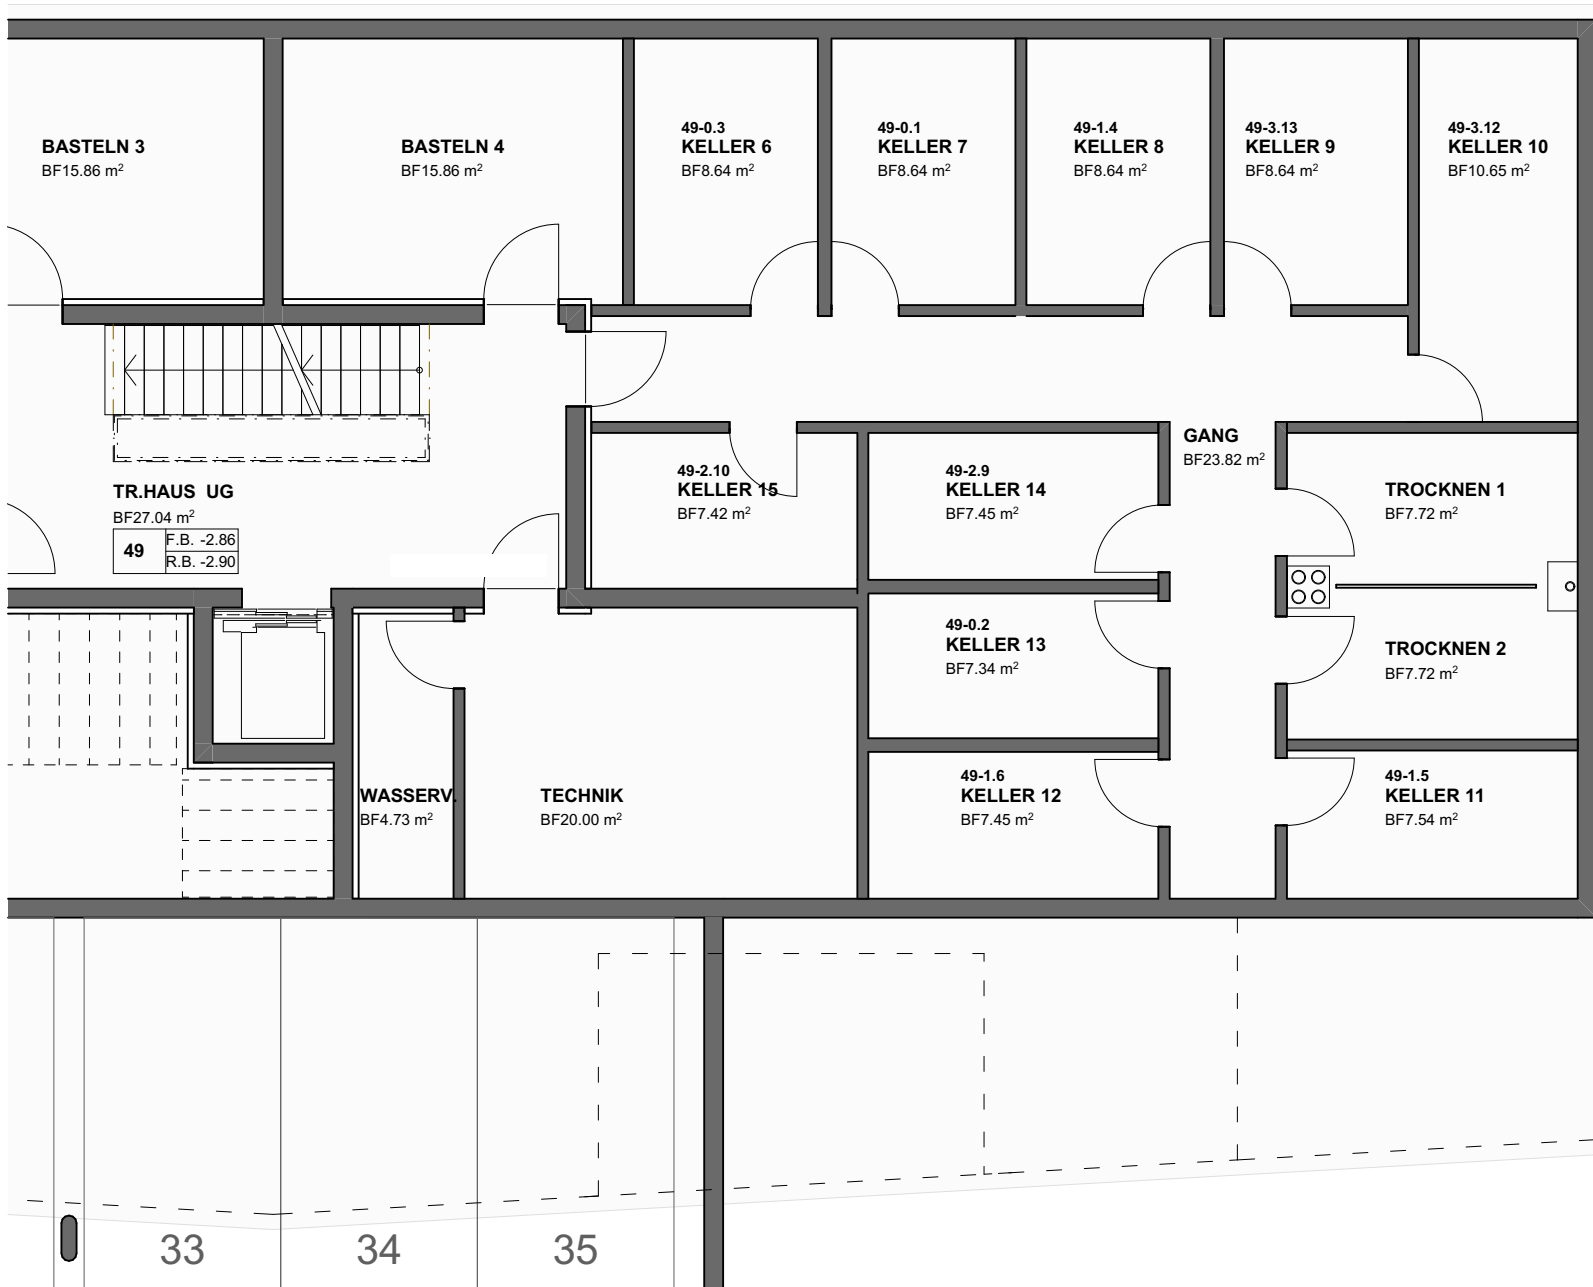 BASTELN 3
BF15.86 m²
BASTELN 4
BF15.86 m²
49-0.3
KELLER 6
BF8.64 m²
49-0.1
KELLER 7
BF8.64 m²
49-1.4
KELLER 8
BF8.64 m²
49-3.13
KELLER 9
BF8.64 m²
49-3.12
KELLER 10
BF10.65 m²
GANG
BF23.82 m²
TR.HAUS UG
BF27.04 m²
49
F.B. -2.86
R.B. -2.90
49-2.10
KELLER 15
BF7.42 m²
49-2.9
KELLER 14
BF7.45 m²
TROCKNEN 1
BF7.72 m²
49-0.2
KELLER 13
BF7.34 m²
TROCKNEN 2
BF7.72 m²
WASSERV.
BF4.73 m²
TECHNIK
BF20.00 m²
49-1.6
KELLER 12
BF7.45 m²
49-1.5
KELLER 11
BF7.54 m²
33
34
35